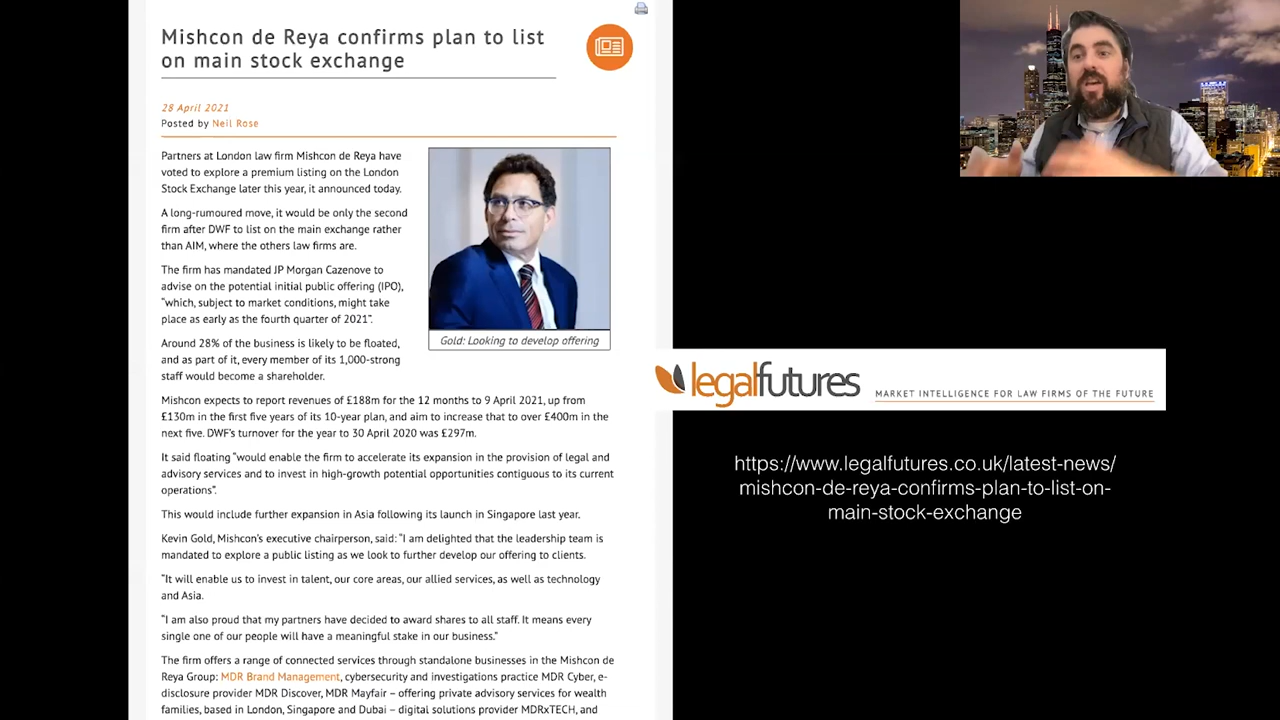 Mishcon de Reya confirms plan to list
on main stock exchange
28 April 2021
Posted by Neil Rose
Partners at London law firm Mishcon de Reya have
voted to explore a premium listing on the London
Stock Exchange later this year, it announced today.
A long-rumoured move, it would be only the second
firm after DWF to list on the main exchange rather
than AIM, where the others law firms are.
The firm has mandated JP Morgan Cazenove to
advise on the potential initial public offering (IPO),
“which, subject to market conditions, might take
place as early as the fourth quarter of 2021”.
Around 28% of the business is likely to be floated,
and as part of it, every member of its 1,000-strong
staff would become a shareholder.
Gold: Looking to develop offering
Mishcon expects to report revenues of £188m for the 12 months to 9 April 2021, up from
£130m in the first five years of its 10-year plan, and aim to increase that to over £400m in the
next five. DWF’s turnover for the year to 30 April 2020 was £297m.
It said floating “would enable the firm to accelerate its expansion in the provision of legal and
advisory services and to invest in high-growth potential opportunities contiguous to its current
operations”.
This would include further expansion in Asia following its launch in Singapore last year.
Kevin Gold, Mishcon’s executive chairperson, said: “I am delighted that the leadership team is
mandated to explore a public listing as we look to further develop our offering to clients.
“It will enable us to invest in talent, our core areas, our allied services, as well as technology
and Asia.
“I am also proud that my partners have decided to award shares to all staff. It means every
single one of our people will have a meaningful stake in our business.”
The firm offers a range of connected services through standalone businesses in the Mishcon de
Reya Group: MDR Brand Management, cybersecurity and investigations practice MDR Cyber, e-
disclosure provider MDR Discover, MDR Mayfair – offering private advisory services for wealth
families, based in London, Singapore and Dubai – digital solutions provider MDRxTECH, and
legalfutures
MARKET INTELLIGENCE FOR LAW FIRMS OF THE FUTURE
https://www.legalfutures.co.uk/latest-news/
mishcon-de-reya-confirms-plan-to-list-on-
main-stock-exchange